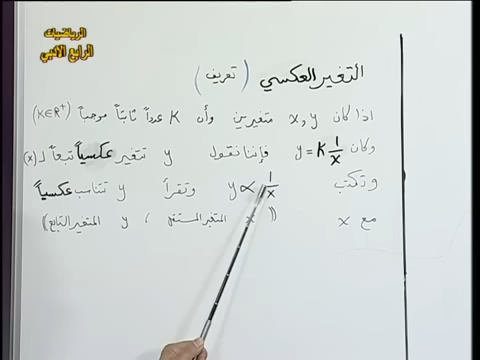 الرياضيات
الرابع الادبي
التغير العكسي (تعريف)
اذا كان x, y متغيرين وأن K عدداً ثابتاً موجباً (K∈R⁺)
وكان y = K 1/x فإننا نقول y تتغير عكسياً تبعاً لـ (x)
وتكتب y ∝ 1/x وتقرأ y تتناسب عكسياً
مع x (( x المتغير المستقل ، y المتغير التابع ))